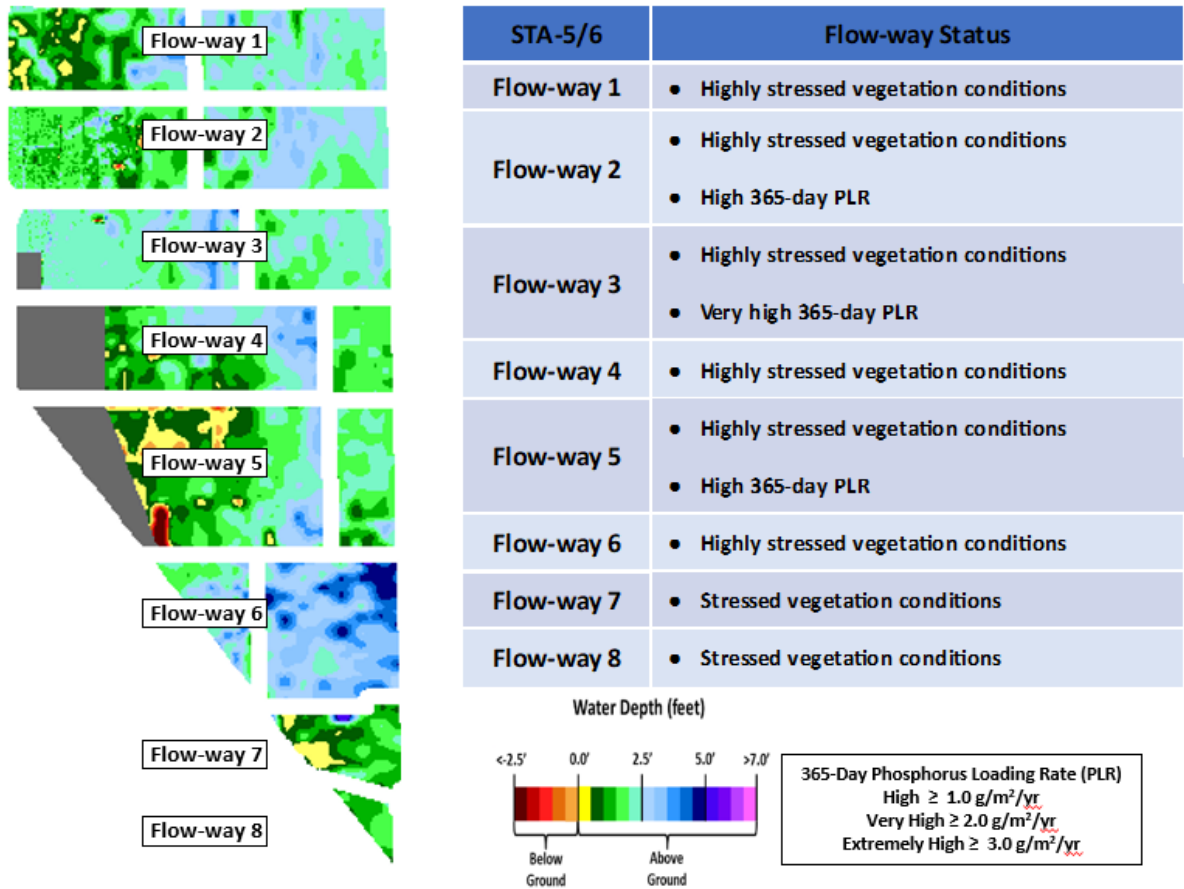 Flow-way 1
Flow-way 2
Flow-way 3
Flow-way 4
Flow-way 5
Flow-way 6
Flow-way 7
Flow-way 8
STA-5/6 Flow-way Status
Flow-way 1 • Highly stressed vegetation conditions
Flow-way 2 • Highly stressed vegetation conditions
• High 365-day PLR
Flow-way 3 • Highly stressed vegetation conditions
• Very high 365-day PLR
Flow-way 4 • Highly stressed vegetation conditions
Flow-way 5 • Highly stressed vegetation conditions
• High 365-day PLR
Flow-way 6 • Highly stressed vegetation conditions
Flow-way 7 • Stressed vegetation conditions
Flow-way 8 • Stressed vegetation conditions
Water Depth (feet)
<-2.5' 0.0' 2.5' 5.0' >7.0'
Below Ground
Above Ground
365-Day Phosphorus Loading Rate (PLR)
High ≥ 1.0 g/m²/yr
Very High ≥ 2.0 g/m²/yr
Extremely High ≥ 3.0 g/m²/yr